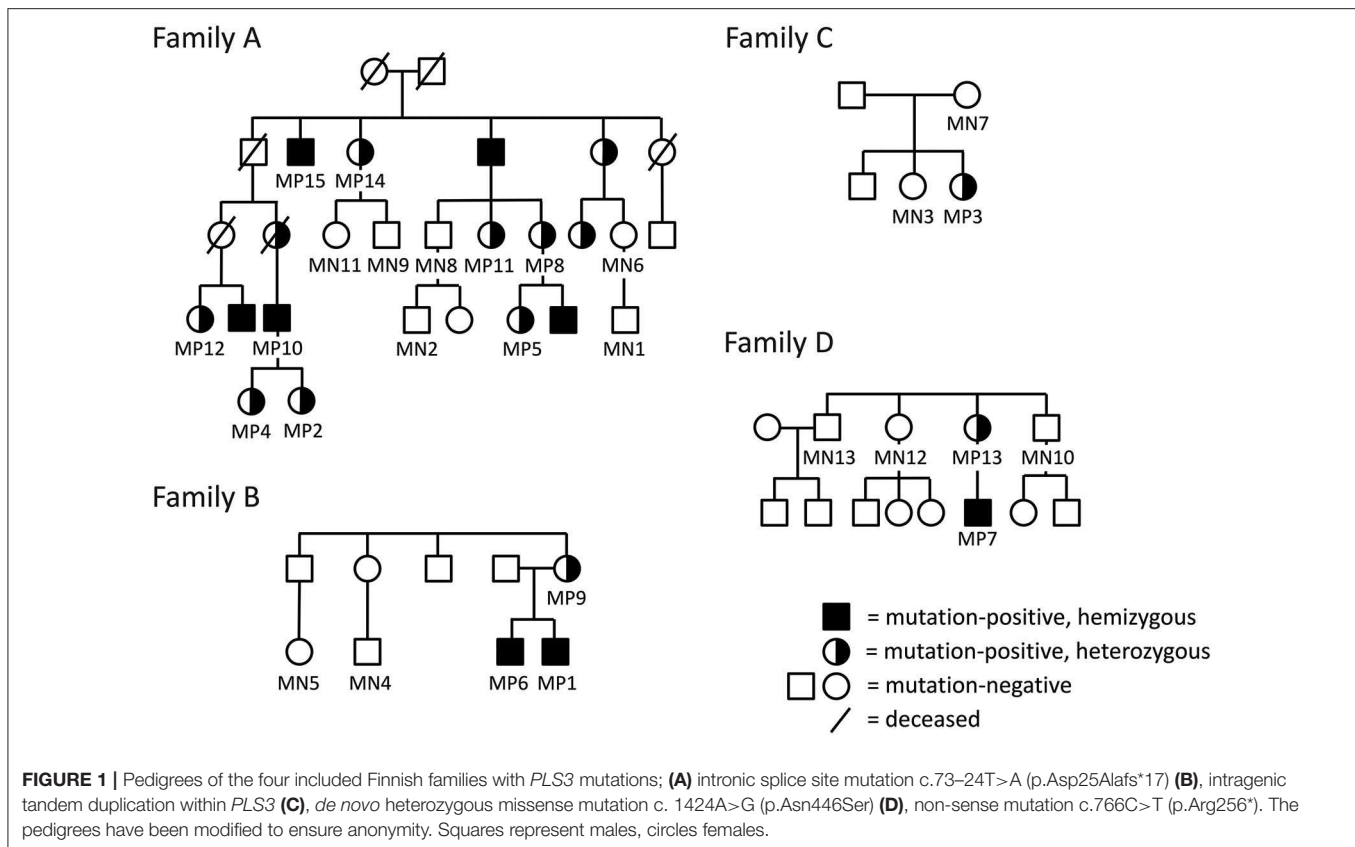 Family A
MP15 MP14
MN11 MN9 MN8 MP11 MP8 MN6
MP12 MP10 MN2 MP5 MN1
MP4 MP2
Family B
MP9
MN5 MN4 MP6 MP1
Family C
MN7
MN3 MP3
Family D
MN13 MN12 MP13 MN10
MP7
= mutation-positive, hemizygous
= mutation-positive, heterozygous
= mutation-negative
= deceased
FIGURE 1 | Pedigrees of the four included Finnish families with PLS3 mutations; (A) intronic splice site mutation c.73–24T>A (p.Asp25Alafs*17) (B), intragenic
tandem duplication within PLS3 (C), de novo heterozygous missense mutation c. 1424A>G (p.Asn446Ser) (D), non-sense mutation c.766C>T (p.Arg256*). The
pedigrees have been modified to ensure anonymity. Squares represent males, circles females.